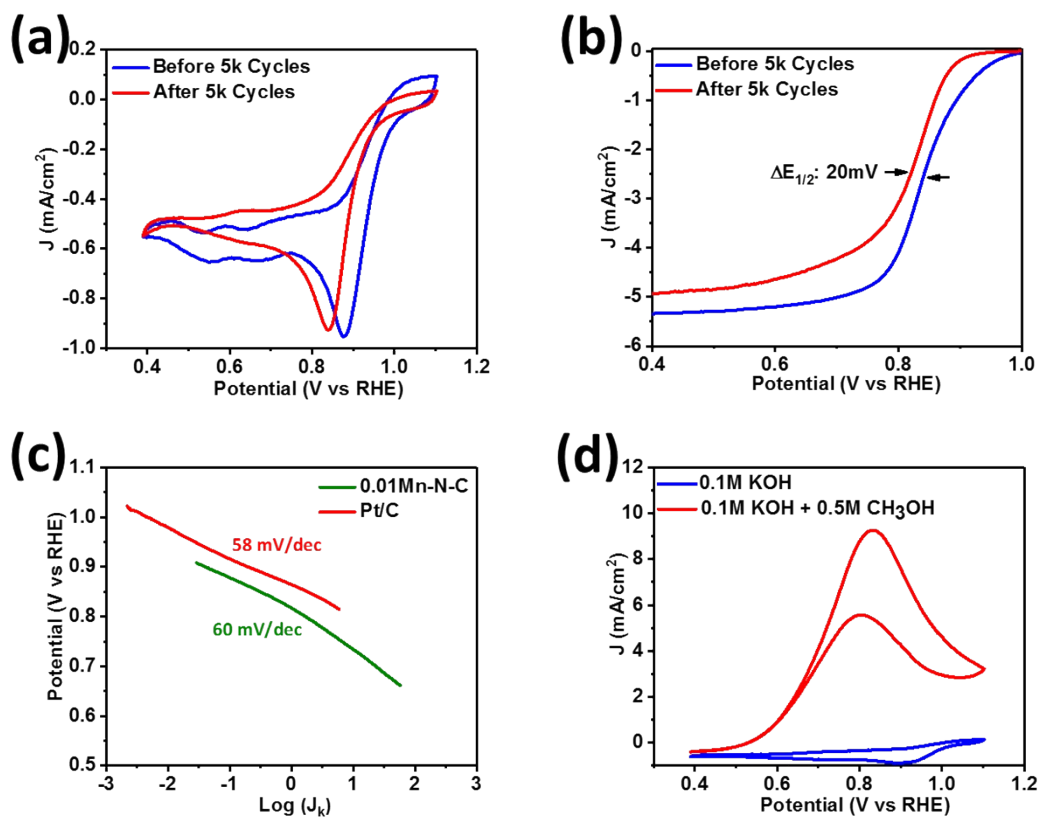 (a)
Before 5k Cycles
After 5k Cycles
0.2
0.0
-0.2
-0.4
-0.6
-0.8
-1.0
J (mA/cm²)
0.4 0.6 0.8 1.0 1.2
Potential (V vs RHE)
(b)
Before 5k Cycles
After 5k Cycles
ΔE1/2: 20mV
0
-1
-2
-3
-4
-5
-6
J (mA/cm²)
0.4 0.6 0.8 1.0
Potential (V vs RHE)
(c)
0.01Mn-N-C
Pt/C
58 mV/dec
60 mV/dec
1.1
1.0
0.9
0.8
0.7
0.6
0.5
Potential (V vs RHE)
-3 -2 -1 0 1 2 3
Log (Jk)
(d)
0.1M KOH
0.1M KOH + 0.5M CH3OH
12
10
8
6
4
2
0
J (mA/cm²)
0.4 0.6 0.8 1.0 1.2
Potential (V vs RHE)